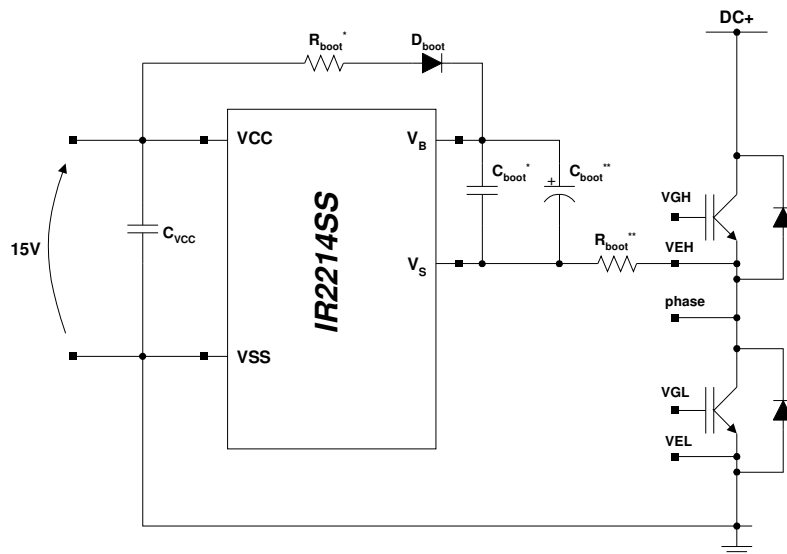 DC+
R_boot* D_boot
VCC V_B
C_boot* C_boot**
VGH
15V C_VCC IR2214SS R_boot** VEH
V_S
phase
VSS
VGL
VEL